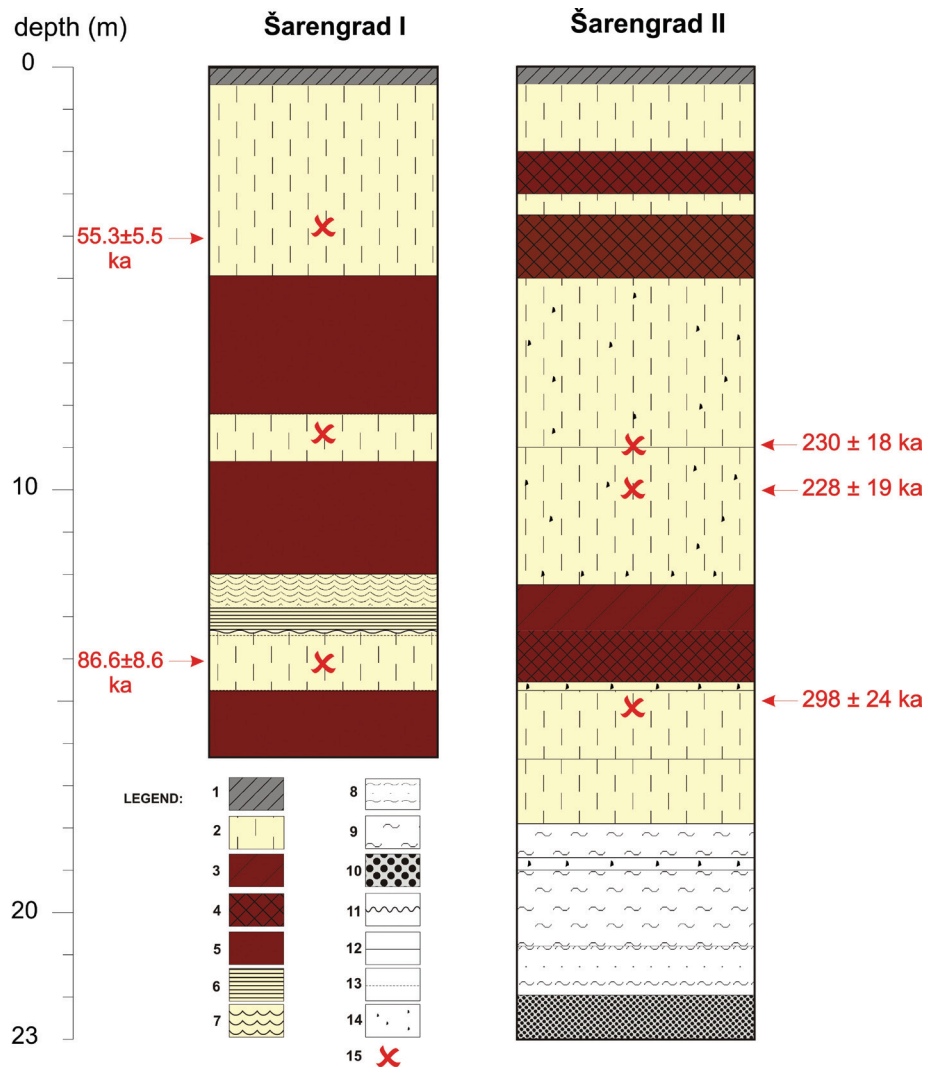 depth (m)
Šarengrad I
Šarengrad II
0
55.3±5.5
ka
230 ± 18 ka
10
228 ± 19 ka
86.6±8.6
ka
298 ± 24 ka
LEGEND:
1
2
3
4
5
6
7
8
9
10
11
12
13
14
15
20
23